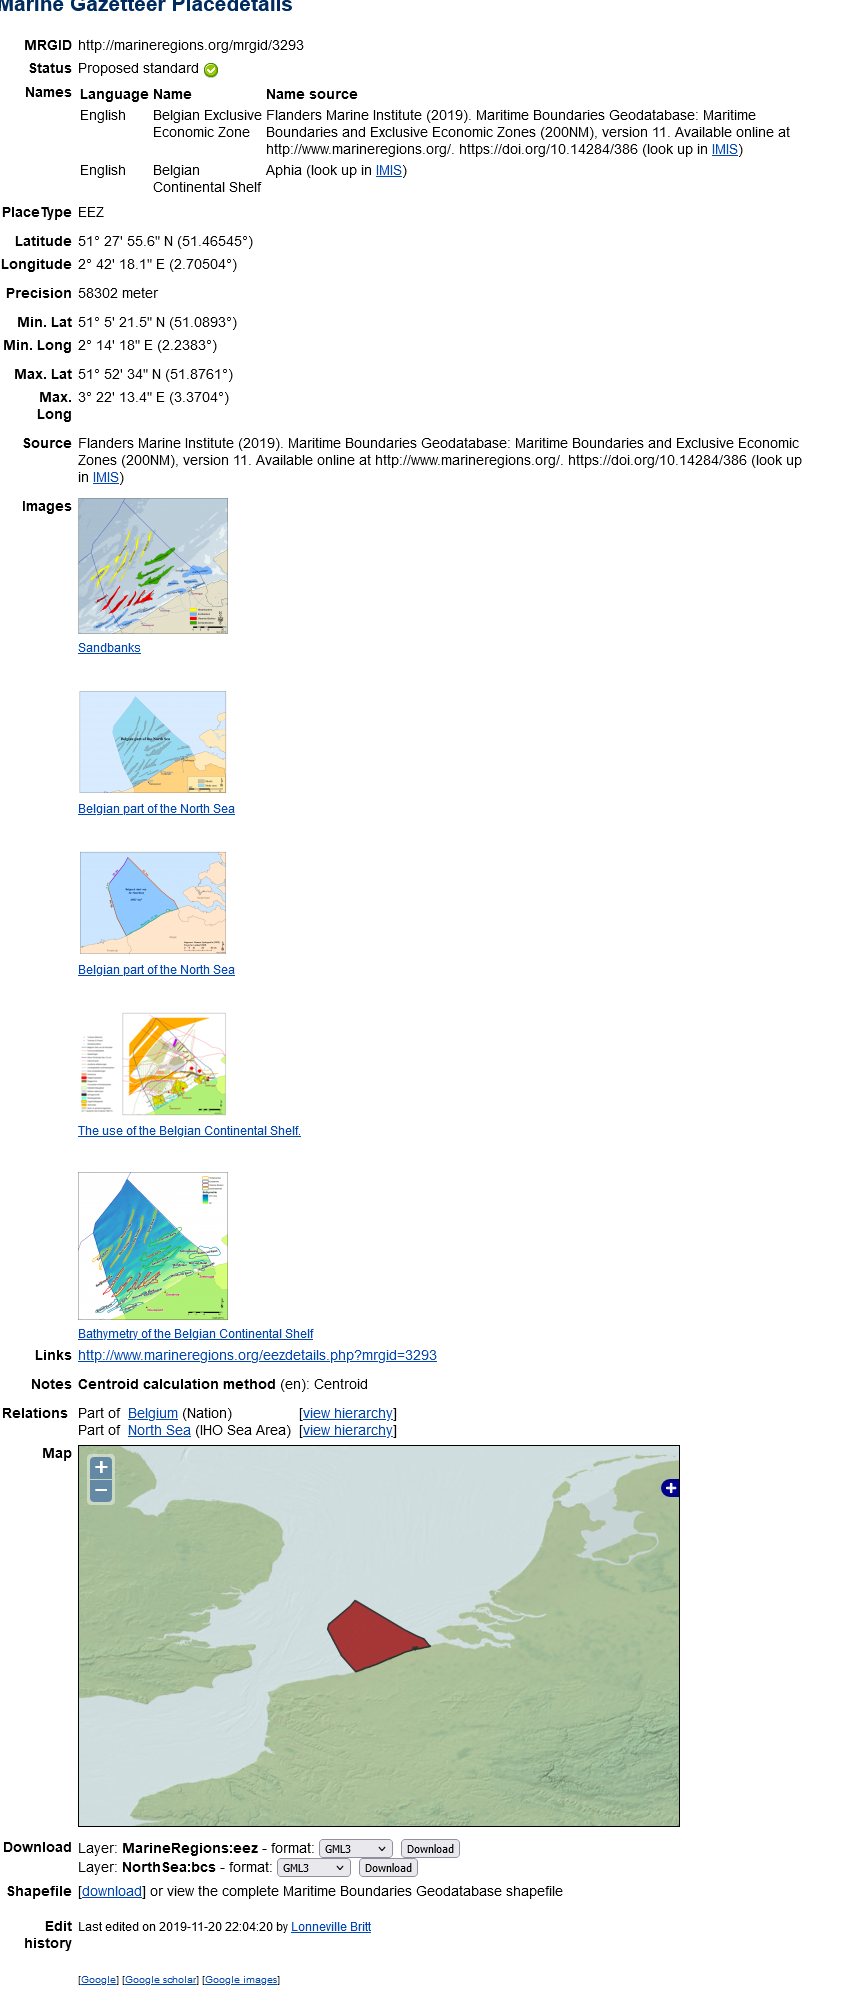 Marine Gazetteer Placedetails
MRGID http://marineregions.org/mrgid/3293
Status Proposed standard
Names Language Name Name source
English Belgian Exclusive Flanders Marine Institute (2019). Maritime Boundaries Geodatabase: Maritime
Economic Zone Boundaries and Exclusive Economic Zones (200NM), version 11. Available online at
http://www.marineregions.org/. https://doi.org/10.14284/386 (look up in IMIS)
English Belgian Aphia (look up in IMIS)
Continental Shelf
PlaceType EEZ
Latitude 51° 27' 55.6" N (51.46545°)
Longitude 2° 42' 18.1" E (2.70504°)
Precision 58302 meter
Min. Lat 51° 5' 21.5" N (51.0893°)
Min. Long 2° 14' 18" E (2.2383°)
Max. Lat 51° 52' 34" N (51.8761°)
Max. 3° 22' 13.4" E (3.3704°)
Long
Source Flanders Marine Institute (2019). Maritime Boundaries Geodatabase: Maritime Boundaries and Exclusive Economic
Zones (200NM), version 11. Available online at http://www.marineregions.org/. https://doi.org/10.14284/386 (look up
in IMIS)
Images
Sandbanks
Belgian part of the North Sea
Belgian part of the North Sea
Belgian part of the North Sea
The use of the Belgian Continental Shelf.
Bathymetry of the Belgian Continental Shelf
Links http://www.marineregions.org/eezdetails.php?mrgid=3293
Notes Centroid calculation method (en): Centroid
Relations Part of Belgium (Nation) [view hierarchy]
Part of North Sea (IHO Sea Area) [view hierarchy]
Map
+
−
+
Download Layer: MarineRegions:eez - format: GML3 Download
Layer: NorthSea:bcs - format: GML3 Download
Shapefile [download] or view the complete Maritime Boundaries Geodatabase shapefile
Edit Last edited on 2019-11-20 22:04:20 by Lonneville Britt
history
[Google] [Google scholar] [Google images]